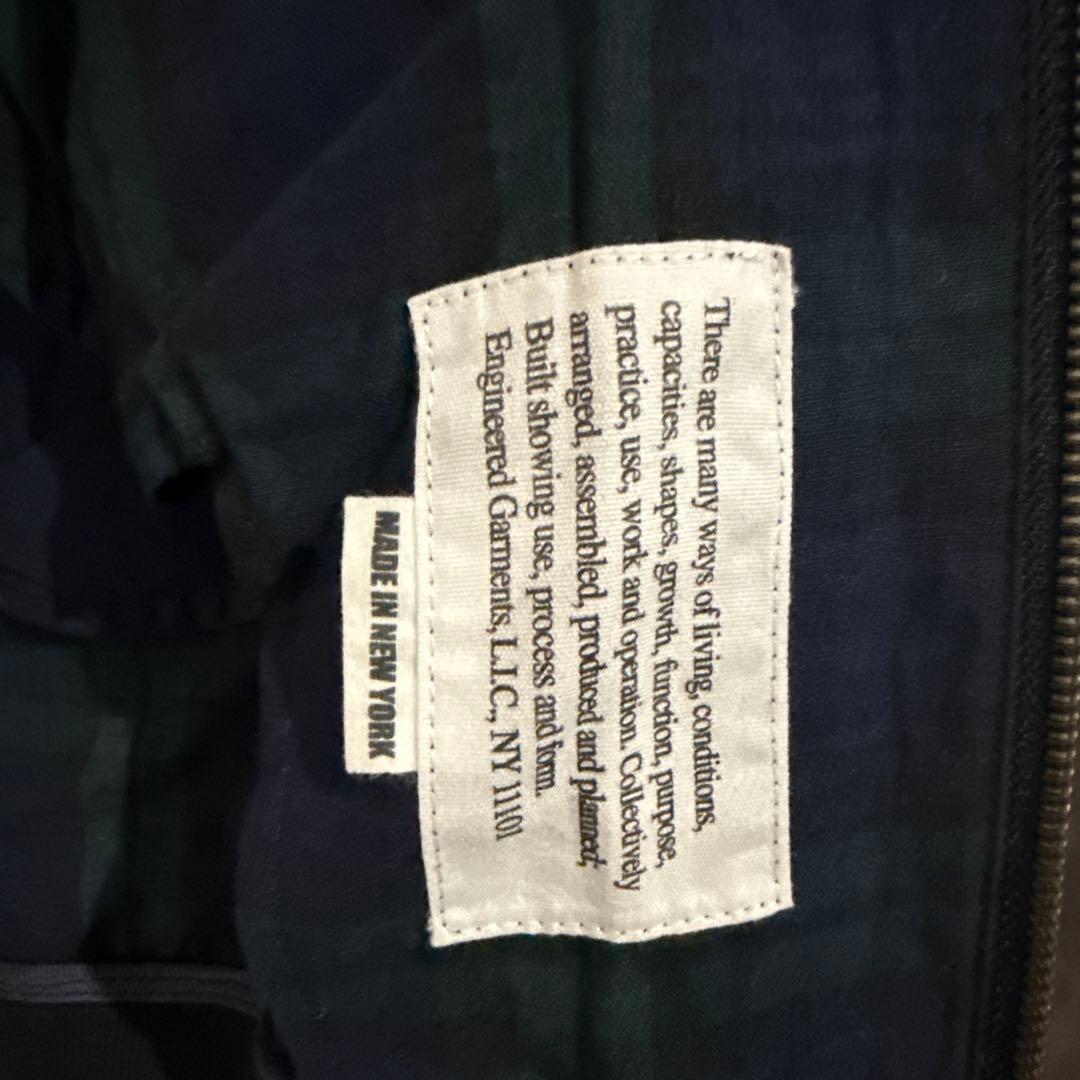 There are many ways of living, conditions,
capacities, shapes, growth, function, purpose,
practice, use, work and operation. Collectively
arranged, assembled, produced and planned,
Built showing use, process and form.
Engineered Garments, L.I.C., NY 11101
MADE IN NEW YORK